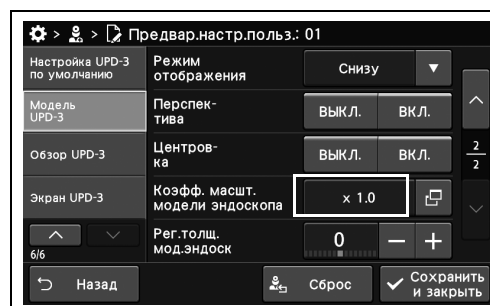 > > Предвар.настр.польз.: 01
Настройка UPD-3
по умолчанию
Модель
UPD-3
Обзор UPD-3
Экран UPD-3
6/6
Режим
отображения
Снизу
Перспек-
тива
ВЫКЛ.
ВКЛ.
Центров-
ка
ВЫКЛ.
ВКЛ.
Коэфф. масшт.
модели эндоскопа
x 1.0
Рег.толщ.
мод.эндоск
0
2
2
Назад
Сброс
Сохранить
и закрыть